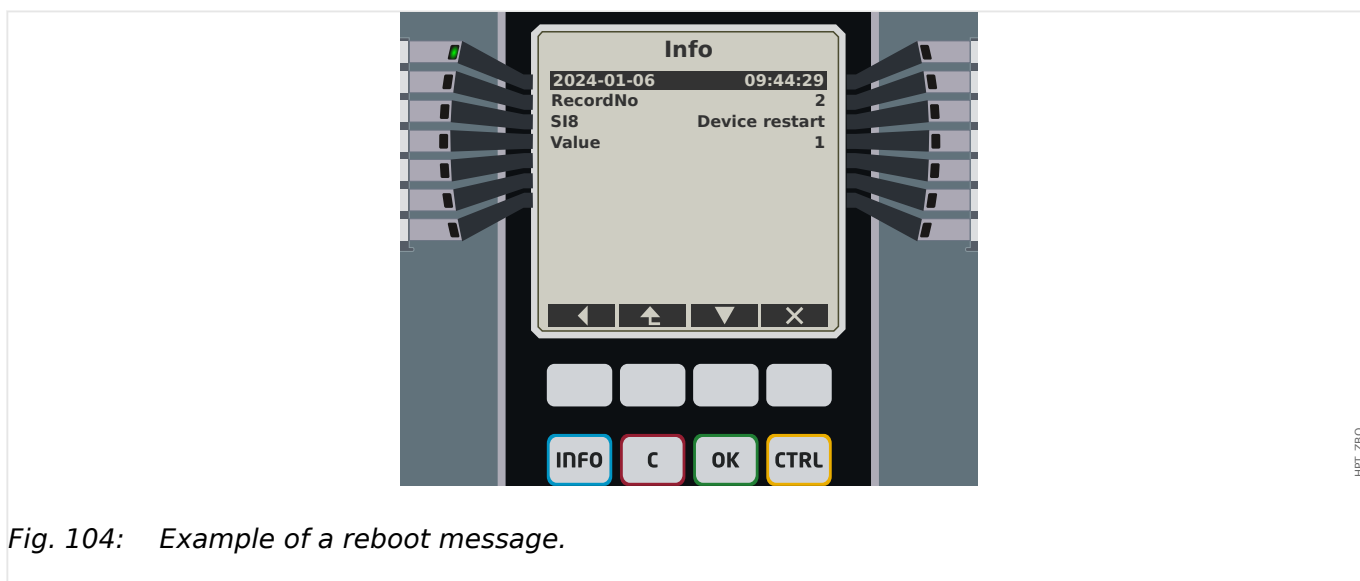 Info
2024-01-06 09:44:29
RecordNo 2
SI8 Device restart
Value 1
INFO C OK CTRL
HPT_ZBO
Fig. 104: Example of a reboot message.